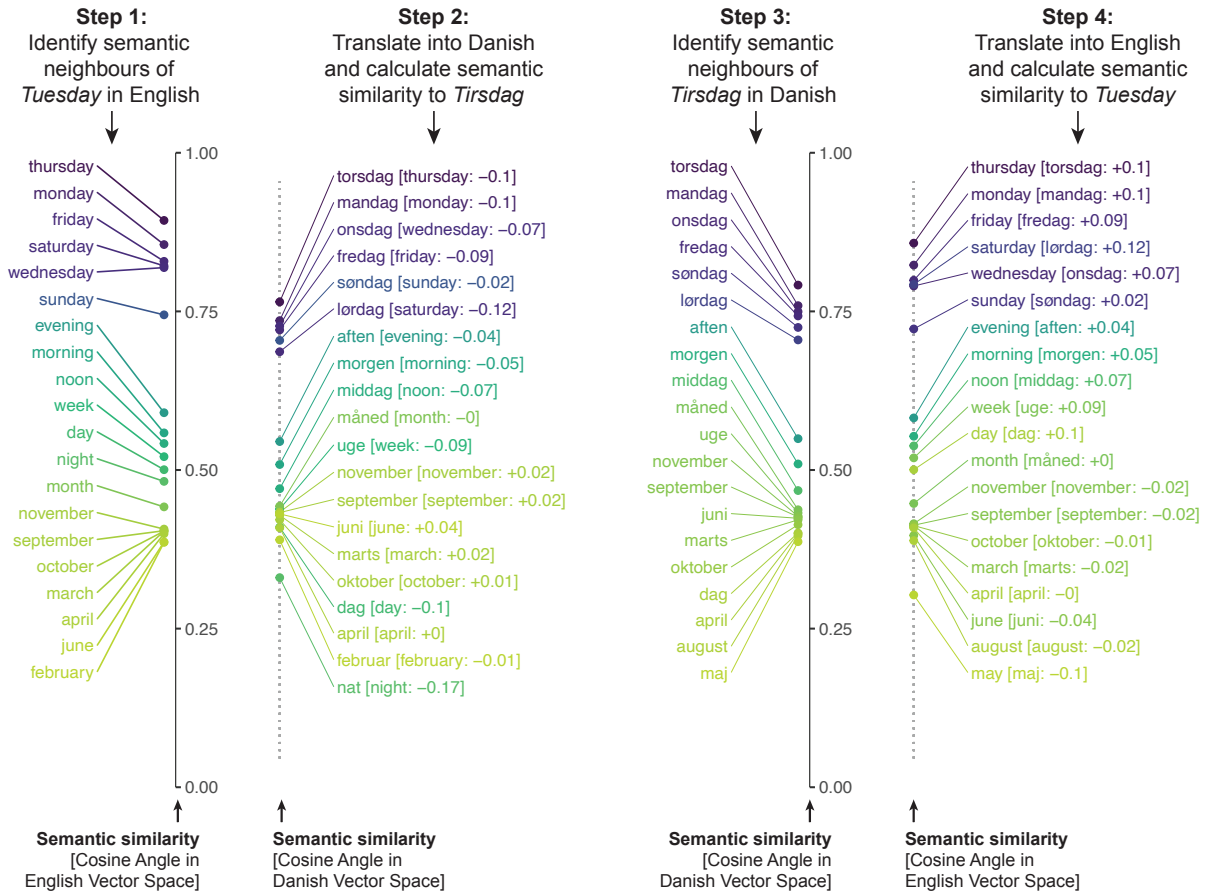 Step 1:
Identify semantic
neighbours of
Tuesday in English
Step 2:
Translate into Danish
and calculate semantic
similarity to Tirsdag
Step 3:
Identify semantic
neighbours of
Tirsdag in Danish
Step 4:
Translate into English
and calculate semantic
similarity to Tuesday
thursday
monday
friday
saturday
wednesday
sunday
evening
morning
noon
week
day
night
month
november
september
october
march
april
june
february
1.00
0.75
0.50
0.25
0.00
torsdag [thursday: −0.1]
mandag [monday: −0.1]
onsdag [wednesday: −0.07]
fredag [friday: −0.09]
søndag [sunday: −0.02]
lørdag [saturday: −0.12]
aften [evening: −0.04]
morgen [morning: −0.05]
middag [noon: −0.07]
måned [month: −0]
uge [week: −0.09]
november [november: +0.02]
september [september: +0.02]
juni [june: +0.04]
marts [march: +0.02]
oktober [october: +0.01]
dag [day: −0.1]
april [april: +0]
februar [february: −0.01]
nat [night: −0.17]
torsdag
mandag
onsdag
fredag
søndag
lørdag
aften
morgen
middag
måned
uge
november
september
juni
marts
oktober
dag
april
august
maj
1.00
0.75
0.50
0.25
0.00
thursday [torsdag: +0.1]
monday [mandag: +0.1]
friday [fredag: +0.09]
saturday [lørdag: +0.12]
wednesday [onsdag: +0.07]
sunday [søndag: +0.02]
evening [aften: +0.04]
morning [morgen: +0.05]
noon [middag: +0.07]
week [uge: +0.09]
day [dag: +0.1]
month [måned: +0]
november [november: −0.02]
september [september: −0.02]
october [oktober: −0.01]
march [marts: −0.02]
april [april: −0]
june [juni: −0.04]
august [august: −0.02]
may [maj: −0.1]
Semantic similarity
[Cosine Angle in
English Vector Space]
Semantic similarity
[Cosine Angle in
Danish Vector Space]
Semantic similarity
[Cosine Angle in
Danish Vector Space]
Semantic similarity
[Cosine Angle in
English Vector Space]